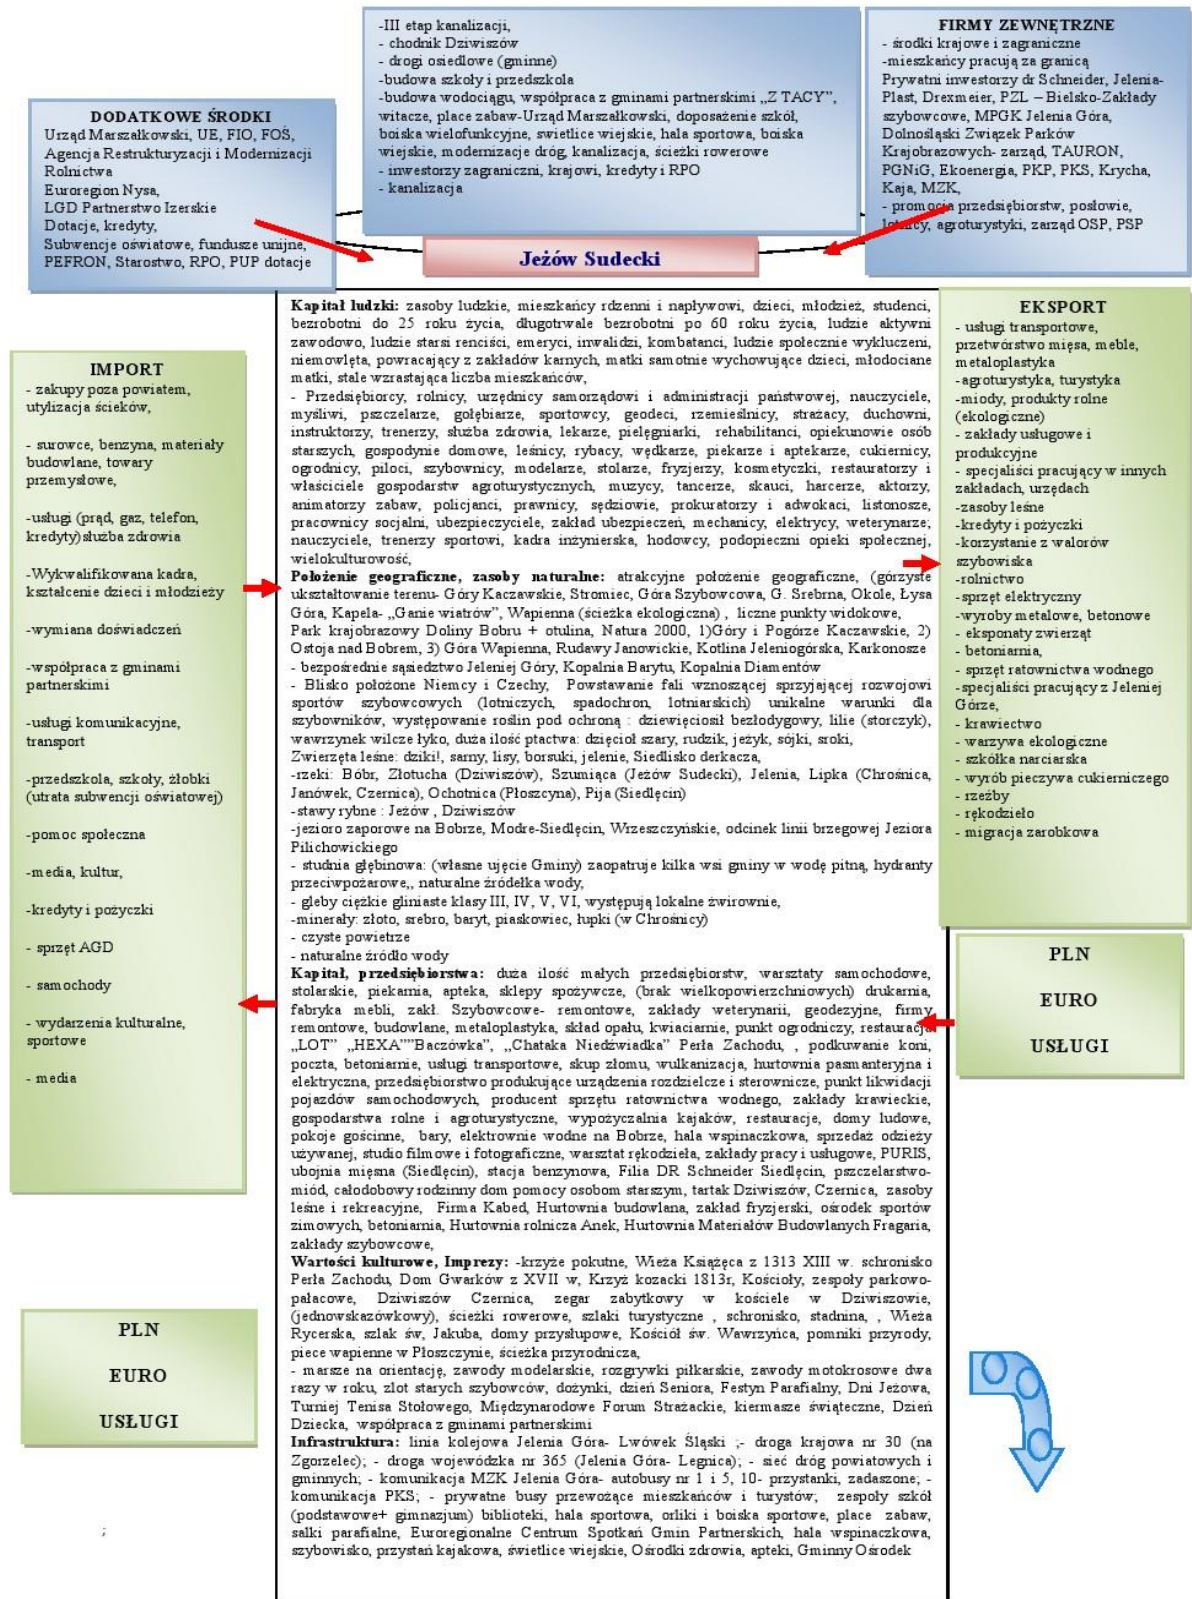 -III etap kanalizacji,
- chodnik Dziwiszów
- drogi osiedlowe (gminne)
-budowa szkoły i przedszkola
-budowa wodociągu, współpraca z gminami partnerskimi „Z TACY”,
witacze, place zabaw-Urząd Marszałkowski, doposażenie szkół,
boiska wielofunkcyjne, swietlice wiejskie, hala sportowa, boiska
wiejskie, modernizacje dróg, kanalizacja, ścieżki rowerowe
- inwestorzy zagraniczni, krajowi, kredyty i RPO
- kanalizacja
FIRMY ZEWNĘTRZNE
- środki krajowe i zagraniczne
-mieszkańcy pracują za granicą
Prywatni inwestorzy dr Schneider, Jelenia-
Plast, Drexmeier, PZL – Bielsko-Zakłady
szybowcowe, MPGK Jelenia Góra,
Dolnośląski Związek Parków
Krajobrazowych- zarząd, TAURON,
PGNiG, Ekoenergia, PKP, PKS, Krycha,
Kaja, MZK,
- promocja przedsiębiorstw, posłowie,
lotnicy, agroturystyki, zarząd OSP, PSP
DODATKOWE ŚRODKI
Urząd Marszałkowski, UE, FIO, FOŚ,
Agencja Restrukturyzacji i Modernizacji
Rolnictwa
Euroregion Nysa,
LGD Partnerstwo Izerskie
Dotacje, kredyty,
Subwencje oświatowe, fundusze unijne,
PEFRON, Starostwo, RPO, PUP dotacje
Jeżów Sudecki
IMPORT
- zakupy poza powiatem,
utylizacja ścieków,
- surowce, benzyna, materiały
budowlane, towary
przemysłowe,
-usługi (prąd, gaz, telefon,
kredyty)służba zdrowia
-Wykwalifikowana kadra,
kształcenie dzieci i młodzieży
-wymiana doświadczeń
-współpraca z gminami
partnerskimi
-usługi komunikacyjne,
transport
-przedszkola, szkoły, żłobki
(utrata subwencji oświatowej)
-pomoc społeczna
-media, kultur,
-kredyty i pożyczki
- sprzęt AGD
- samochody
- wydarzenia kulturalne,
sportowe
- media
Kapitał ludzki: zasoby ludzkie, mieszkańcy rdzenni i napływowi, dzieci, młodzież, studenci,
bezrobotni do 25 roku życia, długotrwale bezrobotni po 60 roku życia, ludzie aktywni
zawodowo, ludzie starsi renciści, emeryci, inwalidzi, kombatanci, ludzie społecznie wykluczeni,
niemowlęta, powracający z zakładów karnych, matki samotnie wychowujące dzieci, młodociane
matki, stale wzrastająca liczba mieszkańców,
- Przedsiębiorcy, rolnicy, urzędnicy samorządowi i administracji państwowej, nauczyciele,
myśliwi, pszczelarze, gołębiarze, sportowcy, geodeci, rzemieślnicy, strażacy, duchowni,
instruktorzy, trenerzy, służba zdrowia, lekarze, pielęgniarki, rehabilitanci, opiekunowie osób
starszych, gospodynie domowe, leśnicy, rybacy, wędkarze, piekarze i aptekarze, cukiernicy,
ogrodnicy, piloci, szybownicy, modelarze, stolarze, fryzjerzy, kosmetyczki, restauratorzy i
właściciele gospodarstw agroturystycznych, muzycy, tancerze, skauci, harcerze, aktorzy,
animatorzy zabaw, policjanci, prawnicy, sędziowie, prokuratorzy i adwokaci, listonosze,
pracownicy socjalni, ubezpieczyciele, zakład ubezpieczeń, mechanicy, elektrycy, weterynarze;
nauczyciele, trenerzy sportowi, kadra inżynierska, hodowcy, podopieczni opieki społecznej,
wielokulturowość,
Położenie geograficzne, zasoby naturalne: atrakcyjne położenie geograficzne, (górzyste
ukształtowanie terenu- Góry Kaczawskie, Stromiec, Góra Szybowcowa, G. Srebrna, Okole, Łysa
Góra, Kapela- „Ganie wiatrów”, Wapienna (ścieżka ekologiczna) , liczne punkty widokowe,
Park krajobrazowy Doliny Bobru + otulina, Natura 2000, 1)Góry i Pogórze Kaczawskie, 2)
Ostoja nad Bobrem, 3) Góra Wapienna, Rudawy Janowickie, Kotlina Jeleniogórska, Karkonosze
- bezpośrednie sąsiedztwo Jeleniej Góry, Kopalnia Barytu, Kopalnia Diamentów
- Blisko położone Niemcy i Czechy, Powstawanie fali wznoszącej sprzyjającej rozwojowi
sportów szybowcowych (lotniczych, spadochron, lotniarskich) unikalne warunki dla
szybowników, występowanie roślin pod ochroną : dziewięciosił bezłodygowy, lilie (storczyk),
wawrzynek wilcze łyko, duża ilość ptactwa: dzięcioł szary, rudzik, jeżyk, sójki, sroki,
Zwierzęta leśne: dziki!, sarny, lisy, borsuki, jelenie, Siedlisko derkacza,
-rzeki: Bóbr, Złotucha (Dziwiszów), Szumiąca (Jeżów Sudecki), Jelenia, Lipka (Chrośnica,
Janówek, Czernica), Ochotnica (Płoszczyna), Pija (Siedlęcin)
-stawy rybne : Jeżów , Dziwiszów
-jezioro zaporowe na Bobrze, Modre-Siedlęcin, Wrzeszczyńskie, odcinek linii brzegowej Jeziora
Pilichowickiego
- studnia głębinowa: (własne ujęcie Gminy) zaopatruje kilka wsi gminy w wodę pitną, hydranty
przeciwpożarowe,, naturalne źródełka wody,
- gleby ciężkie gliniaste klasy III, IV, V, VI, występują lokalne żwirownie,
-minerały: złoto, srebro, baryt, piaskowiec, łupki (w Chrośnicy)
- czyste powietrze
- naturalne źródło wody
Kapitał, przedsiębiorstwa: duża ilość małych przedsiębiorstw, warsztaty samochodowe,
stolarskie, piekarnia, apteka, sklepy spożywcze, (brak wielkopowierzchniowych) drukarnia,
fabryka mebli, zakł. Szybowcowe- remontowe, zakłady weterynarii, geodezyjne, firmy
remontowe, budowlane, metaloplastyka, skład opału, kwiaciarnie, punkt ogrodniczy, restauracja
„LOT” „HEXA””Baczówka”, „Chataka Niedźwiadka” Perła Zachodu, , podkuwanie koni,
poczta, betoniarnie, usługi transportowe, skup złomu, wulkanizacja, hurtownia pasmanteryjna i
elektryczna, przedsiębiorstwo produkujące urządzenia rozdzielcze i sterownicze, punkt likwidacji
pojazdów samochodowych, producent sprzętu ratownictwa wodnego, zakłady krawieckie,
gospodarstwa rolne i agroturystyczne, wypożyczalnia kajaków, restauracje, domy ludowe,
pokoje gościnne, bary, elektrownie wodne na Bobrze, hala wspinaczkowa, sprzedaż odzieży
używanej, studio filmowe i fotograficzne, warsztat rękodzieła, zakłady pracy i usługowe, PURIS,
ubojnia mięsna (Siedlęcin), stacja benzynowa, Filia DR Schneider Siedlęcin, pszczelarstwo-
miód, całodobowy rodzinny dom pomocy osobom starszym, tartak Dziwiszów, Czernica, zasoby
leśne i rekreacyjne, Firma Kabed, Hurtownia budowlana, zakład fryzjerski, ośrodek sportów
zimowych, betoniarnia, Hurtownia rolnicza Anek, Hurtownia Materiałów Budowlanych Fragaria,
zakłady szybowcowe,
Wartości kulturowe, Imprezy: -krzyże pokutne, Wieża Książęca z 1313 XIII w. schronisko
Perła Zachodu, Dom Gwarków z XVII w, Krzyż kozacki 1813r, Kościoły, zespoły parkowo-
pałacowe, Dziwiszów Czernica, zegar zabytkowy w kościele w Dziwiszowie,
(jednowskazówkowy), ścieżki rowerowe, szlaki turystyczne , schronisko, stadnina, , Wieża
Rycerska, szlak św, Jakuba, domy przysłupowe, Kościół św. Wawrzyńca, pomniki przyrody,
piece wapienne w Płoszczynie, ścieżka przyrodnicza,
- marsze na orientację, zawody modelarskie, rozgrywki piłkarskie, zawody motokrosowe dwa
razy w roku, zlot starych szybowców, dożynki, dzień Seniora, Festyn Parafialny, Dni Jeżowa,
Turniej Tenisa Stołowego, Międzynarodowe Forum Strażackie, kiermasze świąteczne, Dzień
Dziecka, współpraca z gminami partnerskimi
Infrastruktura: linia kolejowa Jelenia Góra- Lwówek Śląski ;- droga krajowa nr 30 (na
Zgorzelec); - droga wojewódzka nr 365 (Jelenia Góra- Legnica); - sieć dróg powiatowych i
gminnych; - komunikacja MZK Jelenia Góra- autobusy nr 1 i 5, 10- przystanki, zadaszone; -
komunikacja PKS; - prywatne busy przewożące mieszkańców i turystów; zespoły szkół
(podstawowe+ gimnazjum) biblioteki, hala sportowa, orliki i boiska sportowe, place zabaw,
salki parafialne, Euroregionalne Centrum Spotkań Gmin Partnerskich, hala wspinaczkowa,
szybowisko, przystań kajakowa, świetlice wiejskie, Ośrodki zdrowia, apteki, Gminny Ośrodek
EKSPORT
- usługi transportowe,
przetwórstwo mięsa, meble,
metaloplastyka
-agroturystyka, turystyka
-miody, produkty rolne
(ekologiczne)
- zakłady usługowe i
produkcyjne
- specjaliści pracujący w innych
zakładach, urzędach
-zasoby leśne
-kredyty i pożyczki
-korzystanie z walorów
szybowiska
-rolnictwo
-sprzęt elektryczny
-wyroby metalowe, betonowe
- eksponaty zwierząt
- betoniarnia,
- sprzęt ratownictwa wodnego
-specjaliści pracujący z Jeleniej
Górze,
- krawiectwo
- warzywa ekologiczne
- szkółka narciarska
- wyrób pieczywa cukierniczego
- rzeźby
- rękodzieło
- migracja zarobkowa
PLN
EURO
USŁUGI
PLN
EURO
USŁUGI
;